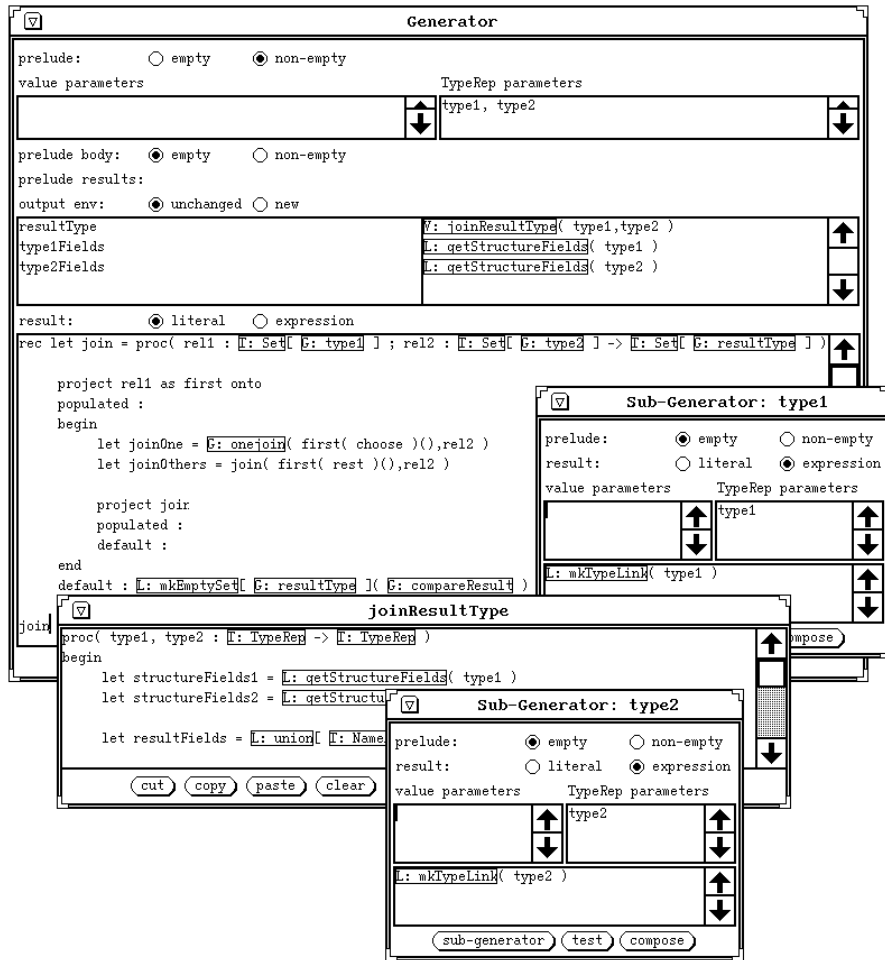 Generator
prelude: empty non-empty
value parameters TypeRep parameters
type1, type2
prelude body: empty non-empty
prelude results:
output env: unchanged new
resultType V: joinResultType( type1,type2 )
type1Fields L: getStructureFields( type1 )
type2Fields L: getStructureFields( type2 )
result: literal expression
rec let join = proc( rel1 : T: Set[ G: type1 ] ; rel2 : T: Set[ G: type2 ] -> T: Set[ G: resultType ] )
project rel1 as first onto
populated :
begin
let joinOne = G: onejoin( first( choose )(),rel2 )
let joinOthers = join( first( rest )(),rel2 )
project join
populated :
default :
end
default : L: mkEmptySet[ G: resultType ]( G: compareResult )
join
Sub-Generator: type1
prelude: empty non-empty
result: literal expression
value parameters TypeRep parameters
type1
L: mkTypeLink( type1 )
joinResultType
proc( type1, type2 : T: TypeRep -> T: TypeRep )
begin
let structureFields1 = L: getStructureFields( type1 )
let structureFields2 = L: getStructu
let resultFields = L: union[ T: Name
cut copy paste clear
Sub-Generator: type2
prelude: empty non-empty
result: literal expression
value parameters TypeRep parameters
type2
L: mkTypeLink( type2 )
sub-generator test compose